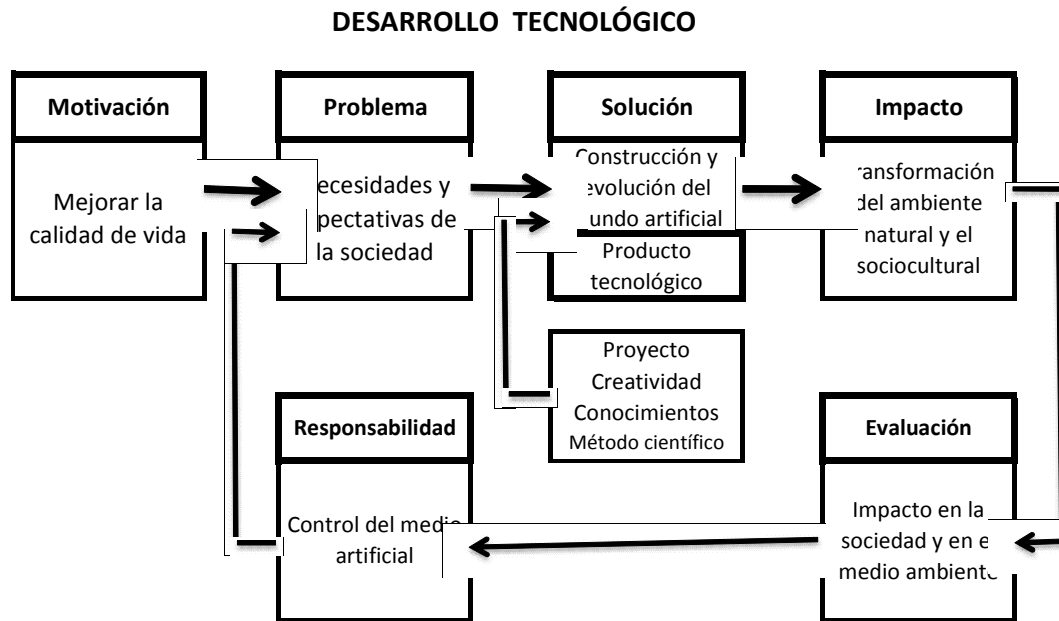 DESARROLLO TECNOLÓGICO
Motivación
Mejorar la
calidad de vida
Problema
ecesidades y
pectativas de
la sociedad
Solución
Construcción y
evolución del
undo artificial
Producto
tecnológico
Proyecto
Creatividad
Conocimientos
Método científico
Impacto
ransformación
del ambiente
natural y el
sociocultural
Responsabilidad
Control del medio
artificial
Evaluación
Impacto en la
sociedad y en e
medio ambiente